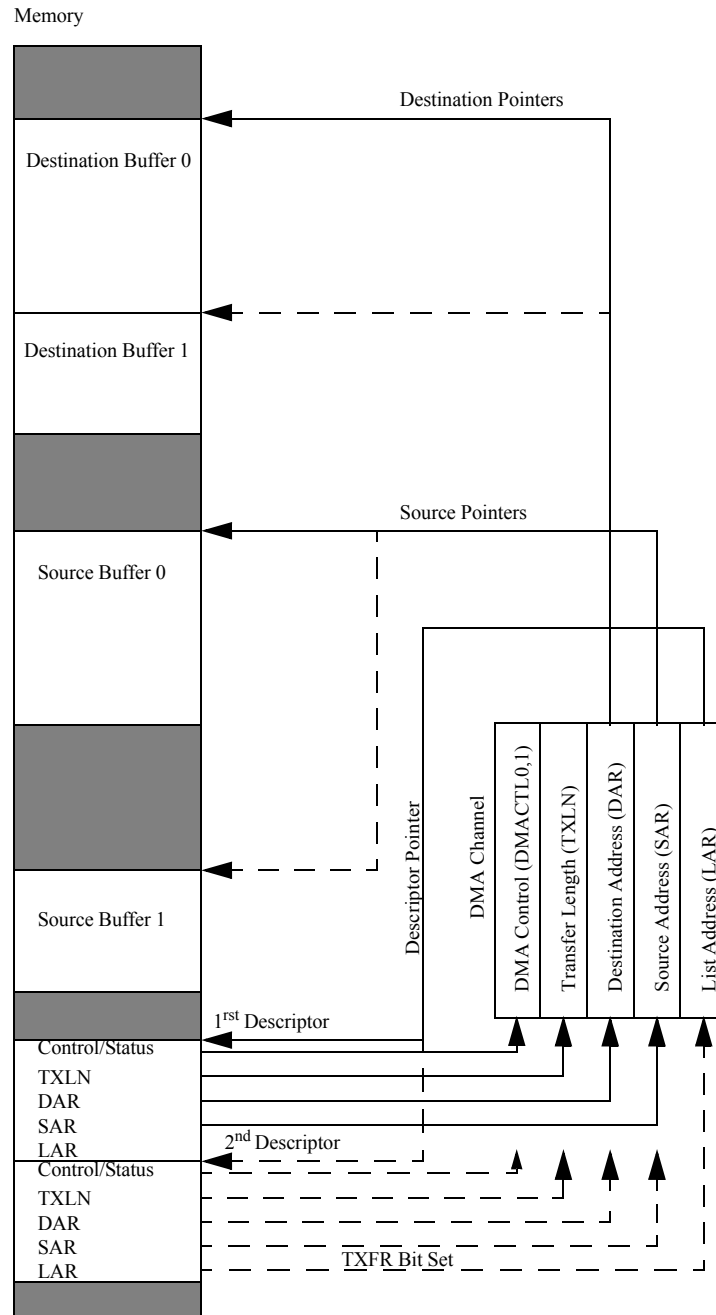 Memory
Destination Pointers
Destination Buffer 0
Destination Buffer 1
Source Pointers
Source Buffer 0
Descriptor Pointer
DMA Channel
DMA Control (DMACTL0,1)
Transfer Length (TXLN)
Destination Address (DAR)
Source Address (SAR)
List Address (LAR)
Source Buffer 1
1rst Descriptor
Control/Status
TXLN
DAR
SAR
LAR
2nd Descriptor
Control/Status
TXLN
DAR
SAR
TXFR Bit Set
LAR